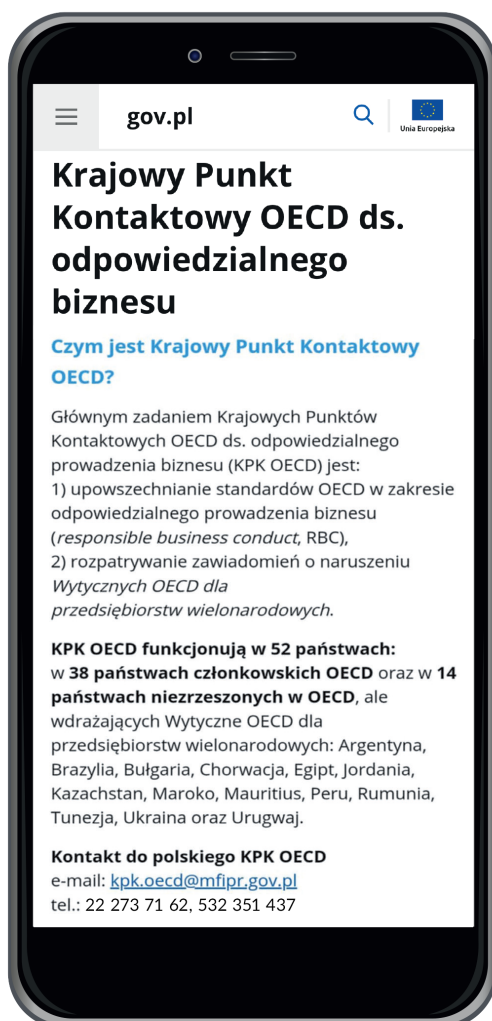 gov.pl
Unia Europejska
Krajowy Punkt
Kontaktowy OECD ds.
odpowiedzialnego
biznesu
Czym jest Krajowy Punkt Kontaktowy
OECD?
Głównym zadaniem Krajowych Punktów
Kontaktowych OECD ds. odpowiedzialnego
prowadzenia biznesu (KPK OECD) jest:
1) upowszechnianie standardów OECD w zakresie
odpowiedzialnego prowadzenia biznesu
(responsible business conduct, RBC),
2) rozpatrywanie zawiadomień o naruszeniu
Wytycznych OECD dla
przedsiębiorstw wielonarodowych.
KPK OECD funkcjonują w 52 państwach:
w 38 państwach członkowskich OECD oraz w 14
państwach niezrzeszonych w OECD, ale
wdrażających Wytyczne OECD dla
przedsiębiorstw wielonarodowych: Argentyna,
Brazylia, Bułgaria, Chorwacja, Egipt, Jordania,
Kazachstan, Maroko, Mauritius, Peru, Rumunia,
Tunezja, Ukraina oraz Urugwaj.
Kontakt do polskiego KPK OECD
e-mail: kpk.oecd@mfipr.gov.pl
tel.: 22 273 71 62, 532 351 437